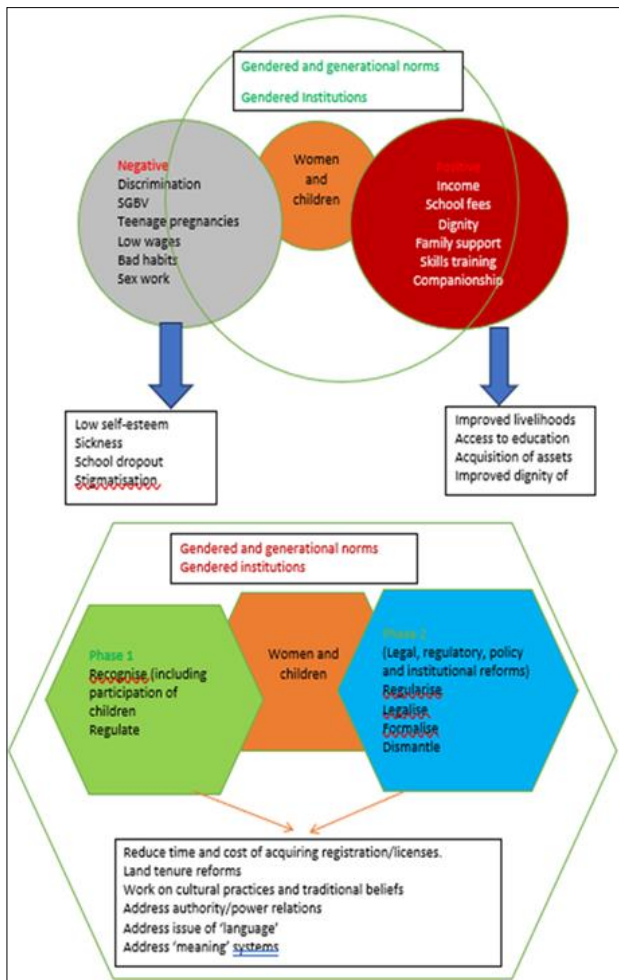 Gendered and generational norms
Gendered Institutions
Negative
Discrimination
SGBV
Teenage pregnancies
Low wages
Bad habits
Sex work
Women
and
children
Positive
Income
School fees
Dignity
Family support
Skills training
Companionship
Low self-esteem
Sickness
School dropout
Stigmatisation
Improved livelihoods
Access to education
Acquisition of assets
Improved dignity of
Gendered and generational norms
Gendered institutions
Phase 1
Recognise (including
participation of
children
Regulate
Women and
children
Phase 2
(Legal, regulatory, policy
and institutional reforms)
Regularise
Legalise
Formalise
Dismantle
Reduce time and cost of acquiring registration/licenses.
Land tenure reforms
Work on cultural practices and traditional beliefs
Address authority/power relations
Address issue of ‘language’
Address ‘meaning’ systems